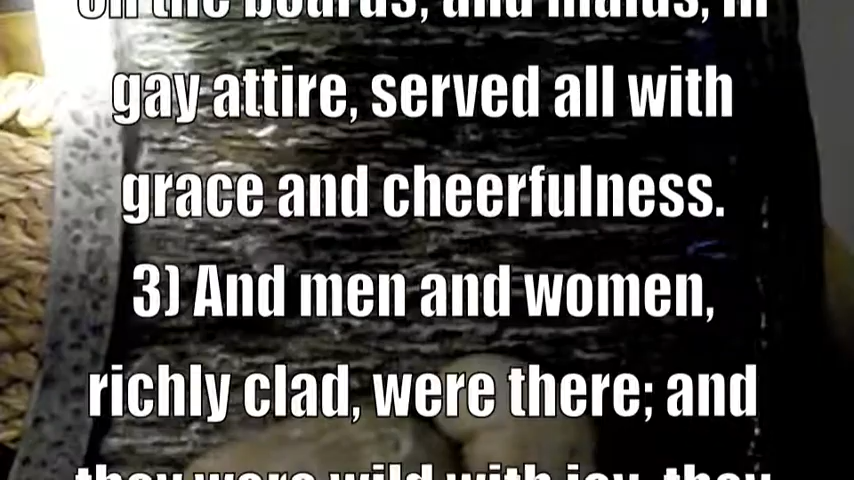 on the boards, and maids, in
gay attire, served all with
grace and cheerfulness.
3) And men and women,
richly clad, were there; and
they were wild with joy, they